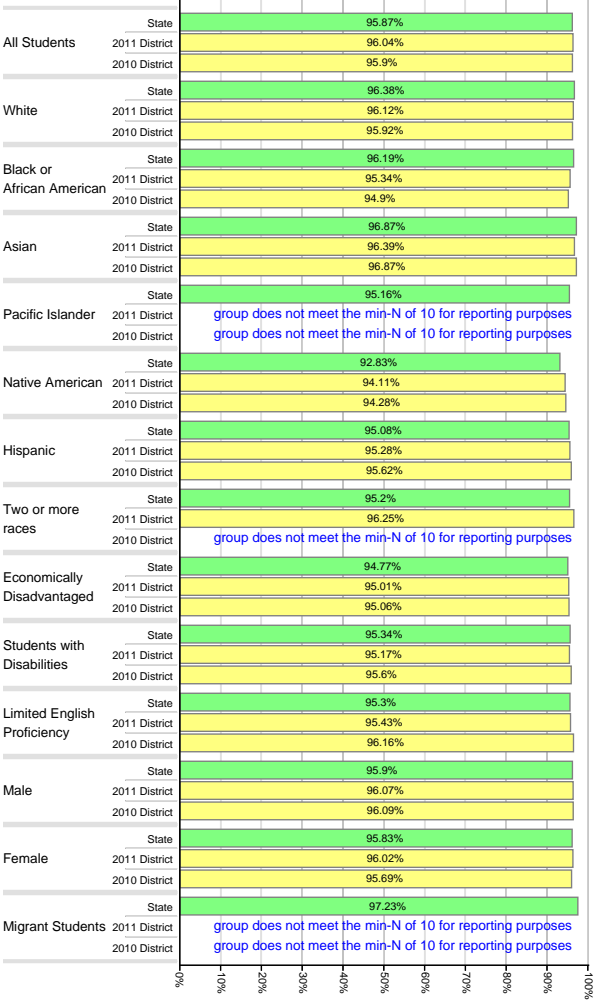 All Students
State 95.87%
2011 District 96.04%
2010 District 95.9%
White
State 96.38%
2011 District 96.12%
2010 District 95.92%
Black or
African American
State 96.19%
2011 District 95.34%
2010 District 94.9%
Asian
State 96.87%
2011 District 96.39%
2010 District 96.87%
Pacific Islander
State 95.16%
2011 District group does not meet the min-N of 10 for reporting purposes
2010 District group does not meet the min-N of 10 for reporting purposes
Native American
State 92.83%
2011 District 94.11%
2010 District 94.28%
Hispanic
State 95.08%
2011 District 95.28%
2010 District 95.62%
Two or more
races
State 95.2%
2011 District 96.25%
2010 District group does not meet the min-N of 10 for reporting purposes
Economically
Disadvantaged
State 94.77%
2011 District 95.01%
2010 District 95.06%
Students with
Disabilities
State 95.34%
2011 District 95.17%
2010 District 95.6%
Limited English
Proficiency
State 95.3%
2011 District 95.43%
2010 District 96.16%
Male
State 95.9%
2011 District 96.07%
2010 District 96.09%
Female
State 95.83%
2011 District 96.02%
2010 District 95.69%
Migrant Students
State 97.23%
2011 District group does not meet the min-N of 10 for reporting purposes
2010 District group does not meet the min-N of 10 for reporting purposes
0% 10% 20% 30% 40% 50% 60% 70% 80% 90% 100%